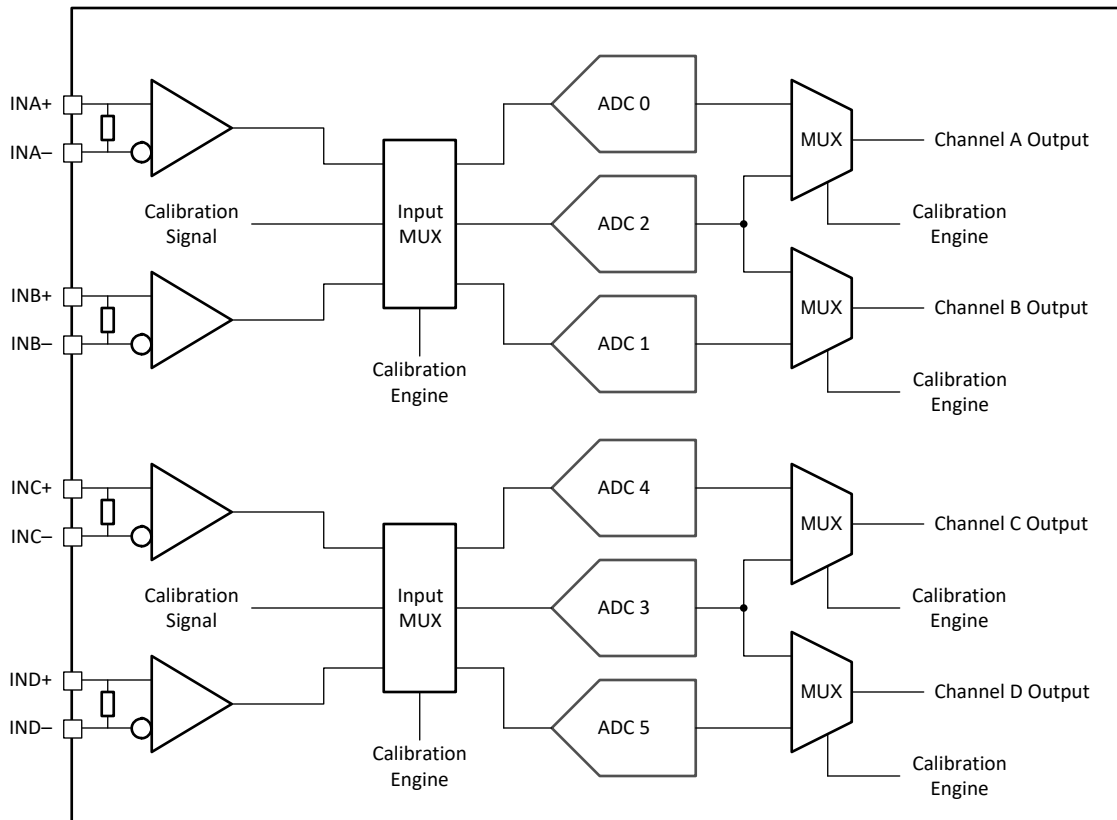 INA+
INA–
ADC 0
MUX
Channel A Output
Calibration
Signal
Input
MUX
ADC 2
Calibration
Engine
INB+
INB–
ADC 1
MUX
Channel B Output
Calibration
Engine
Calibration
Engine
INC+
INC–
ADC 4
MUX
Channel C Output
Calibration
Signal
Input
MUX
ADC 3
Calibration
Engine
IND+
IND–
ADC 5
MUX
Channel D Output
Calibration
Engine
Calibration
Engine